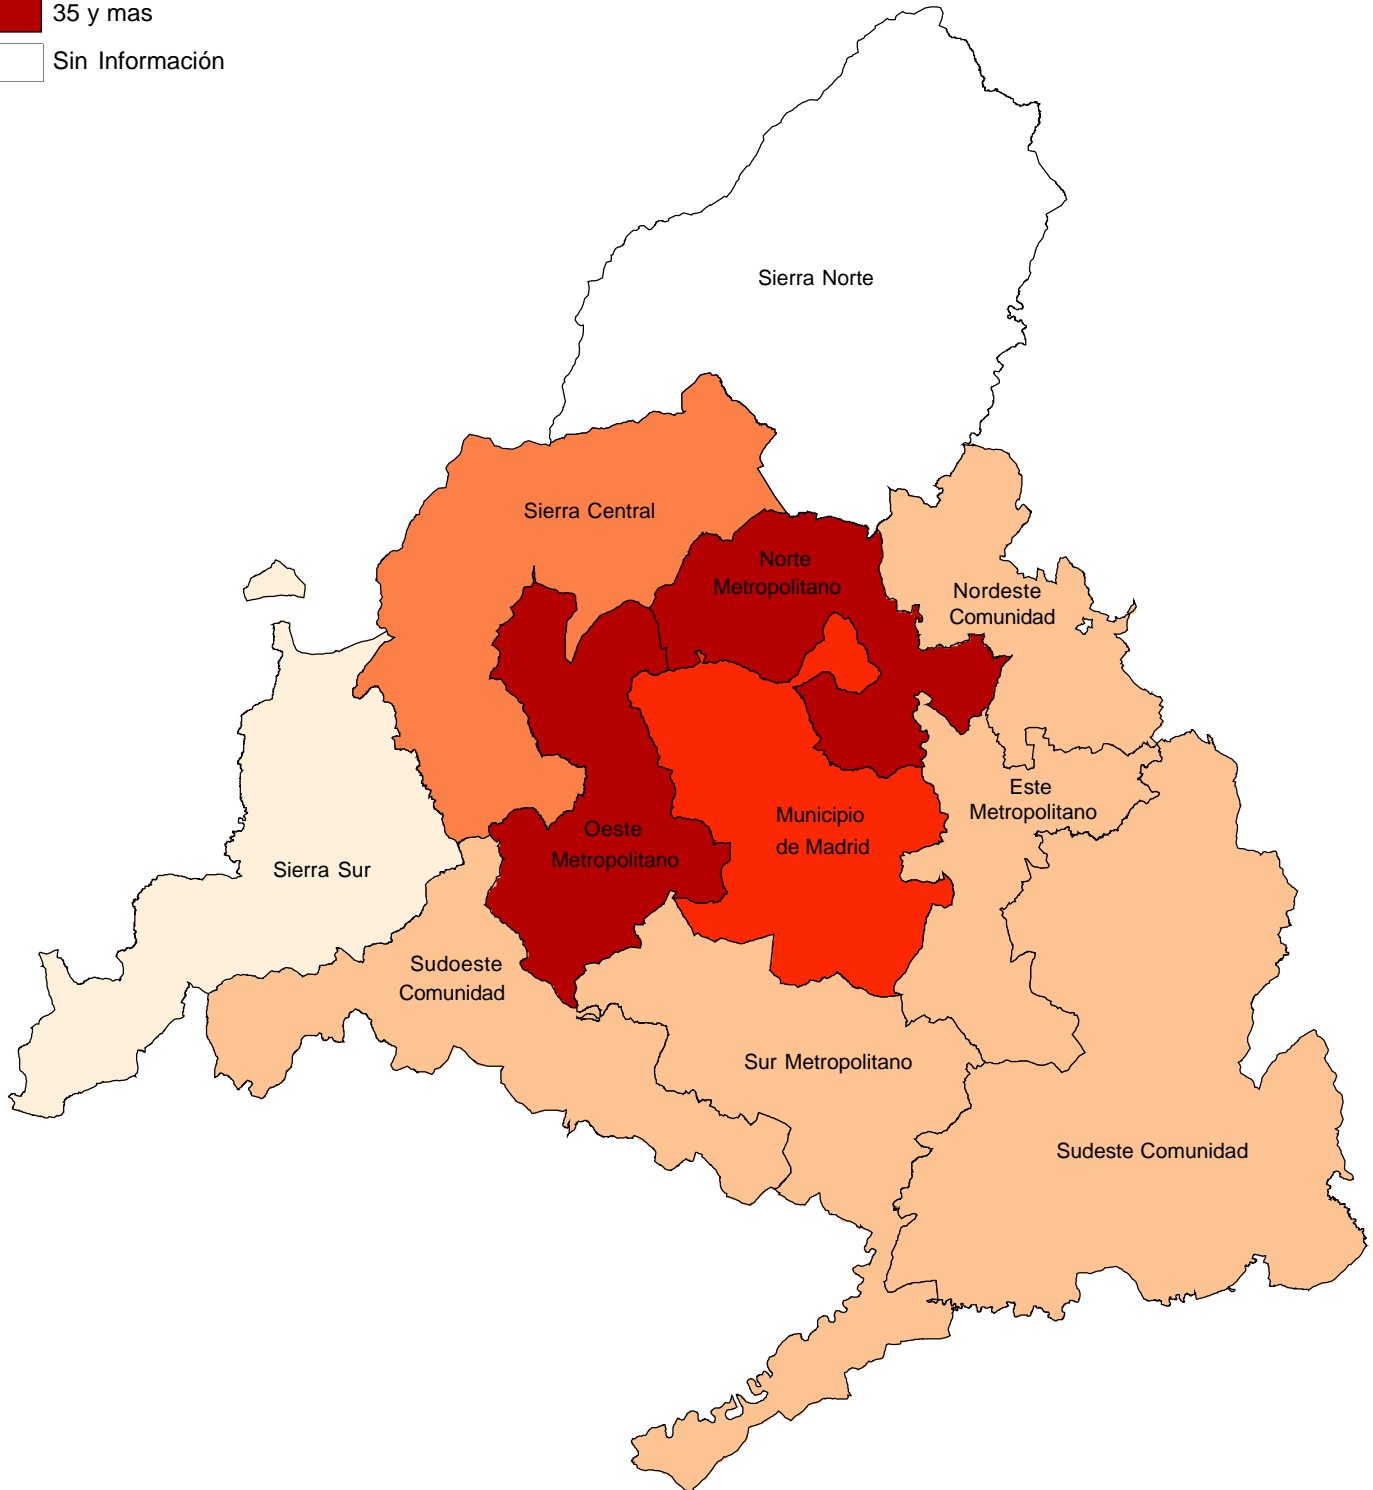 35 y mas
Sin Información
Sierra Norte
Sierra Central
Norte
Metropolitano
Nordeste
Comunidad
Este
Metropolitano
Municipio
de Madrid
Oeste
Metropolitano
Sierra Sur
Sudoeste
Comunidad
Sur Metropolitano
Sudeste Comunidad